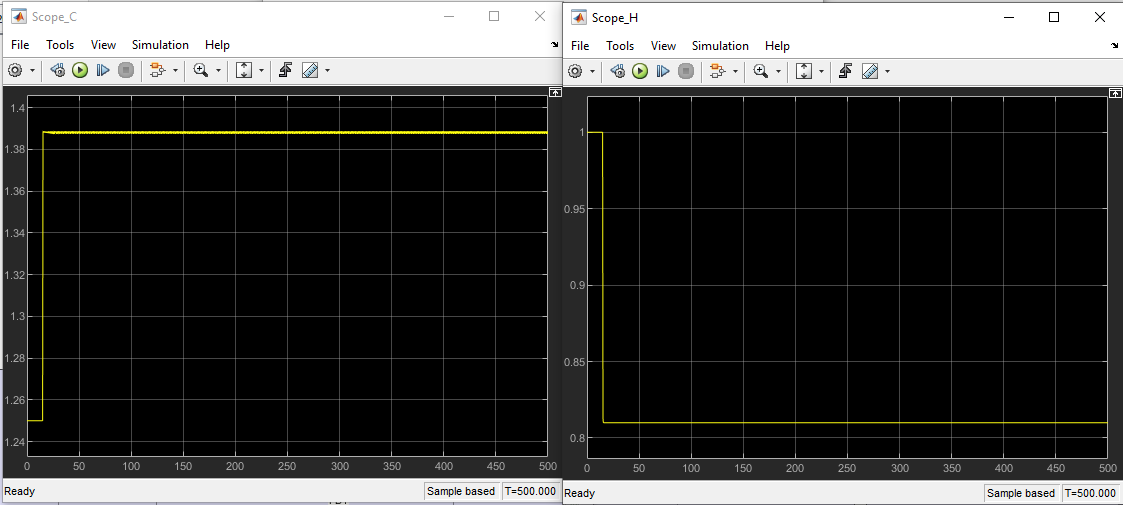 Scope_C
File Tools View Simulation Help
1.4
1.38
1.36
1.34
1.32
1.3
1.28
1.26
1.24
0 50 100 150 200 250 300 350 400 450 500
Ready
Sample based T=500.000
Scope_H
File Tools View Simulation Help
1
0.95
0.9
0.85
0.8
0 50 100 150 200 250 300 350 400 450 500
Ready
Sample based T=500.000